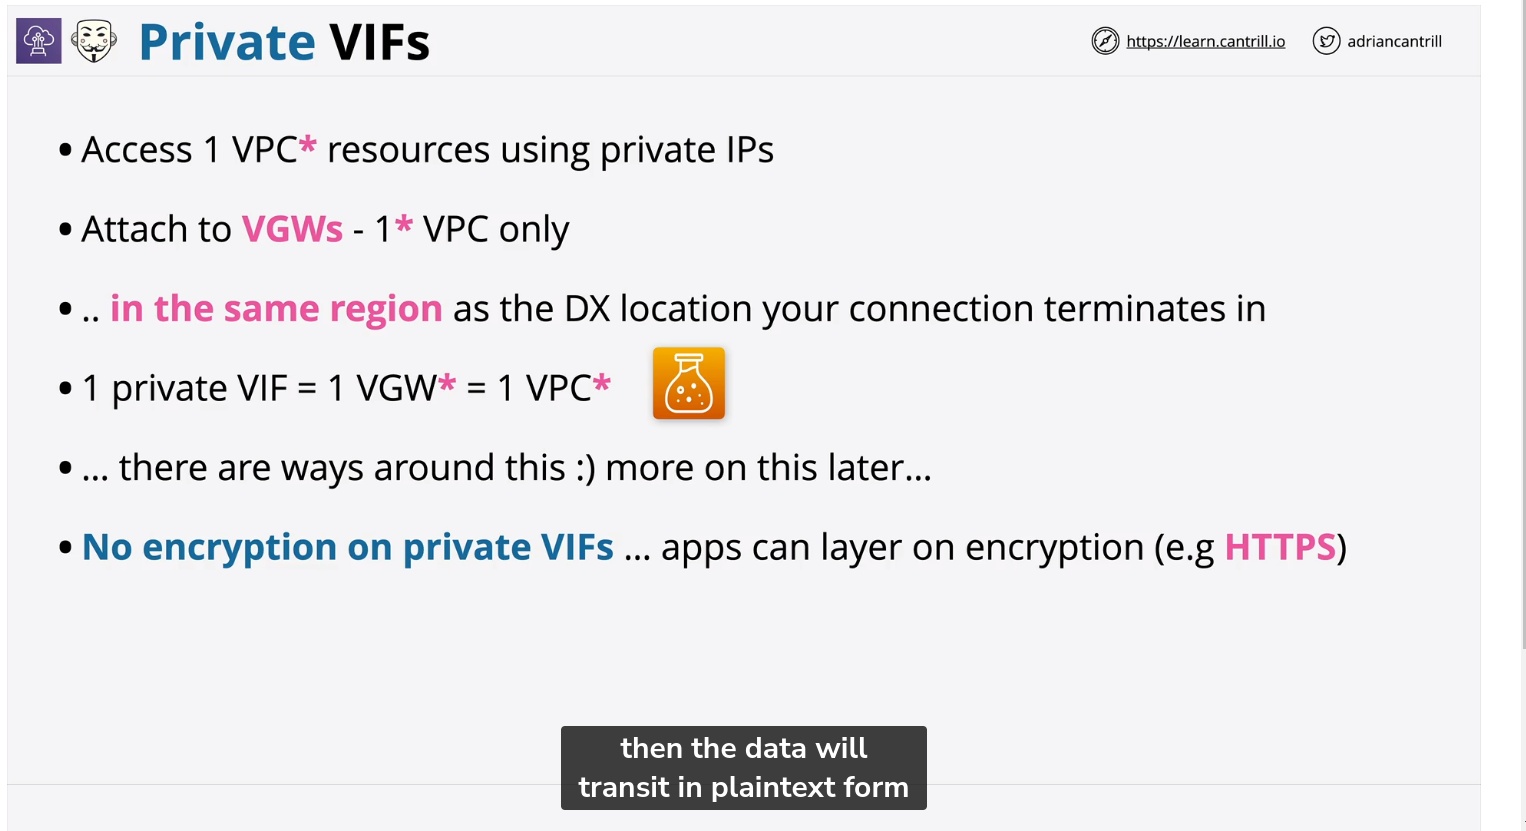 Private VIFs
https://learn.cantrill.io
adriancantrill
• Access 1 VPC* resources using private IPs
• Attach to VGWs - 1* VPC only
• .. in the same region as the DX location your connection terminates in
• 1 private VIF = 1 VGW* = 1 VPC*
• ... there are ways around this :) more on this later...
• No encryption on private VIFs ... apps can layer on encryption (e.g HTTPS)
then the data will
transit in plaintext form